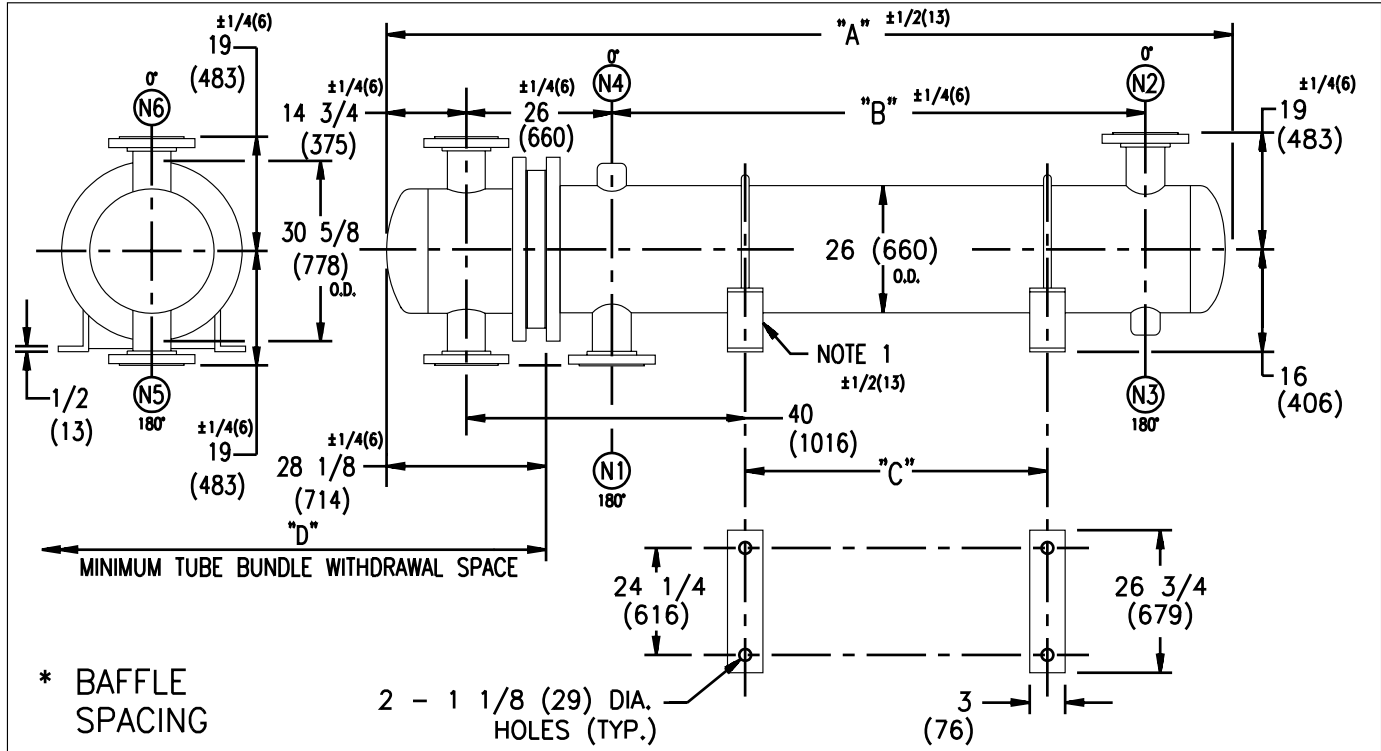 ±1/4(6)
19
(483)
0°
N6
±1/4(6)
14 3/4
(375)
±1/4(6)
26
(660)
0°
N4
"A" ±1/2(13)
"B" ±1/4(6)
0°
N2
±1/4(6)
19
(483)
30 5/8
(778)
O.D.
26 (660)
O.D.
NOTE 1
±1/2(13)
40
(1016)
16
(406)
N3
180°
1/2
(13)
N5
180°
±1/4(6)
19
(483)
±1/4(6)
28 1/8
(714)
N1
180°
"C"
"D"
MINIMUM TUBE BUNDLE WITHDRAWAL SPACE
24 1/4
(616)
26 3/4
(679)
* BAFFLE
SPACING
2 - 1 1/8 (29) DIA.
HOLES (TYP.)
3
(76)